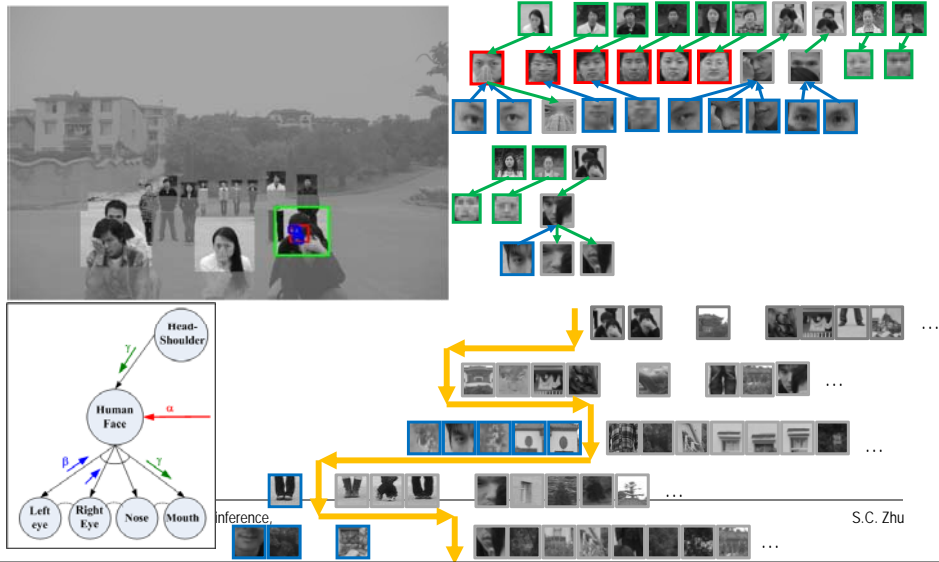 Head-
Shoulder
γ
Human
Face
α
β
γ
Left
eye
Right
Eye
Nose
Mouth
...
...
...
...
inference,
S.C. Zhu
...